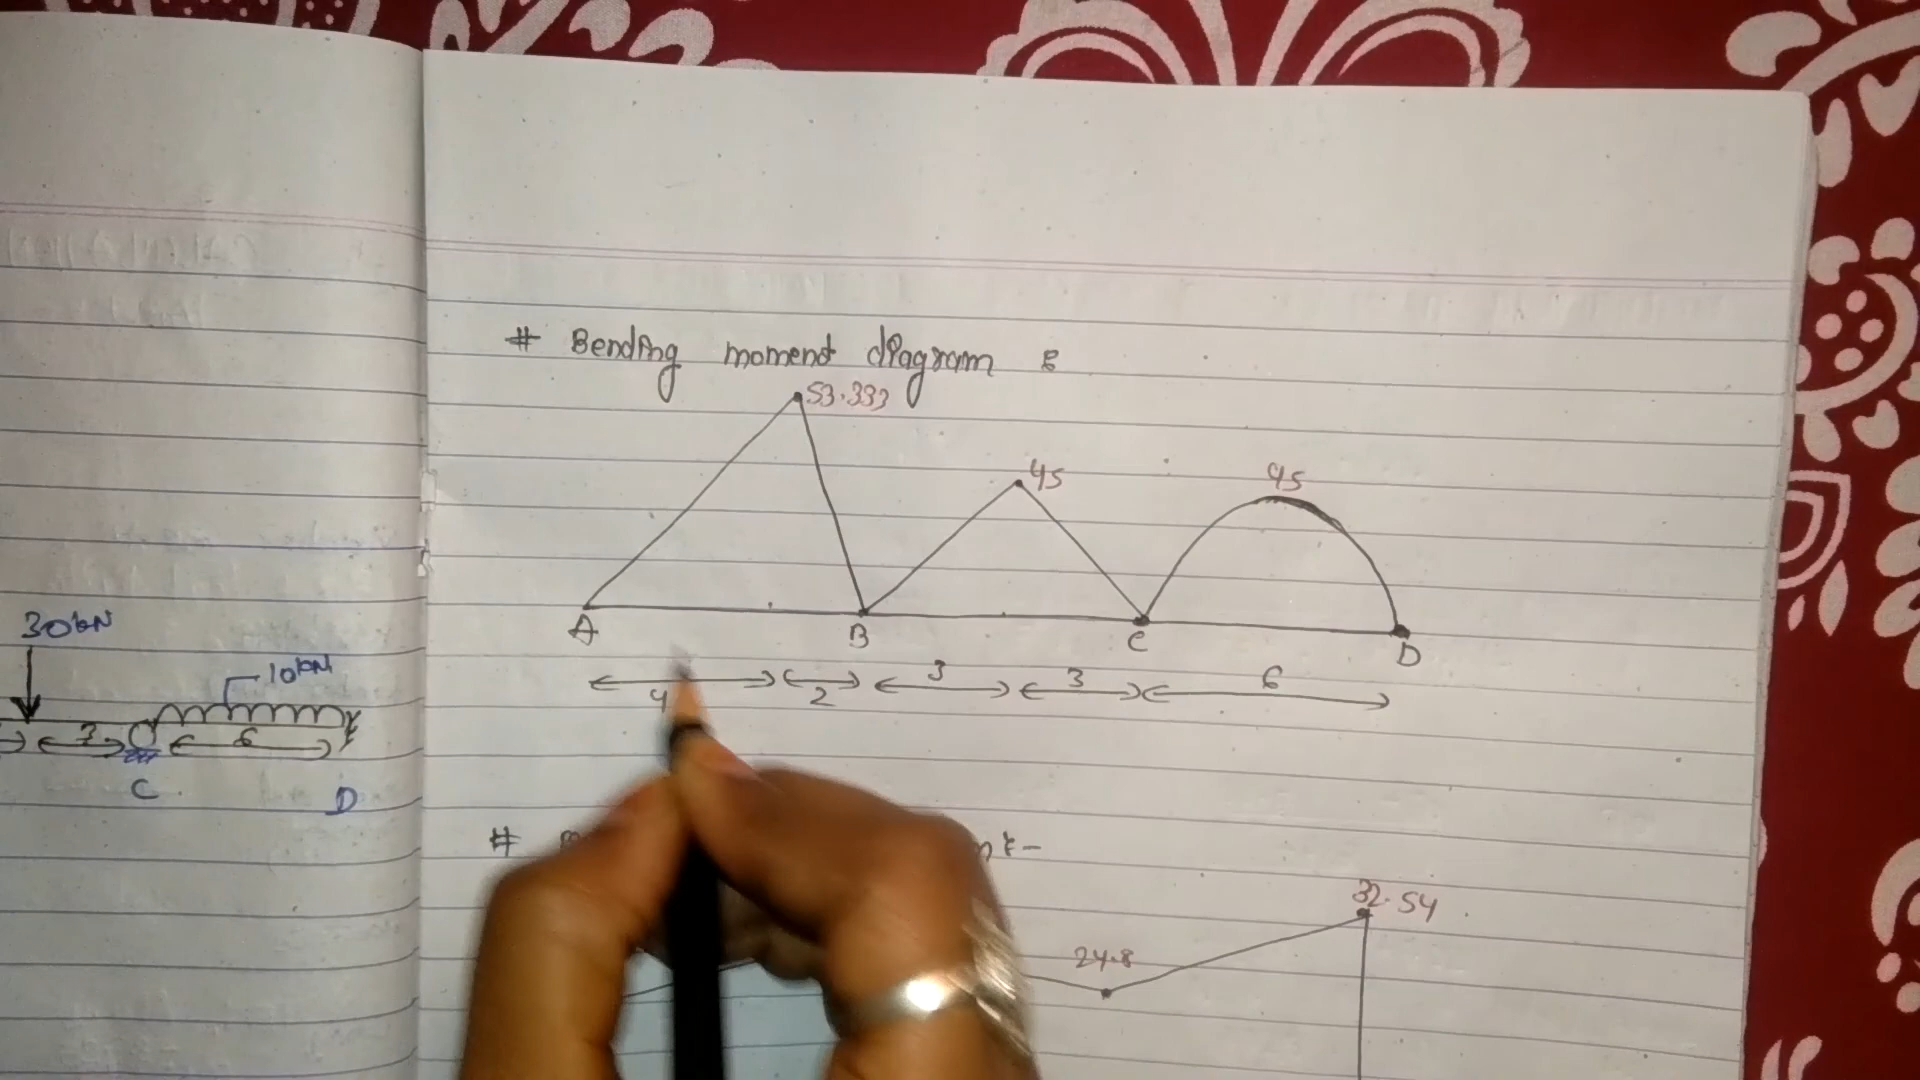 # Bending moment diagram :
53.333
45
45
A B C D
4 2 3 3 6
30kN
10kN
3 6
C D
#
32.54
24.8